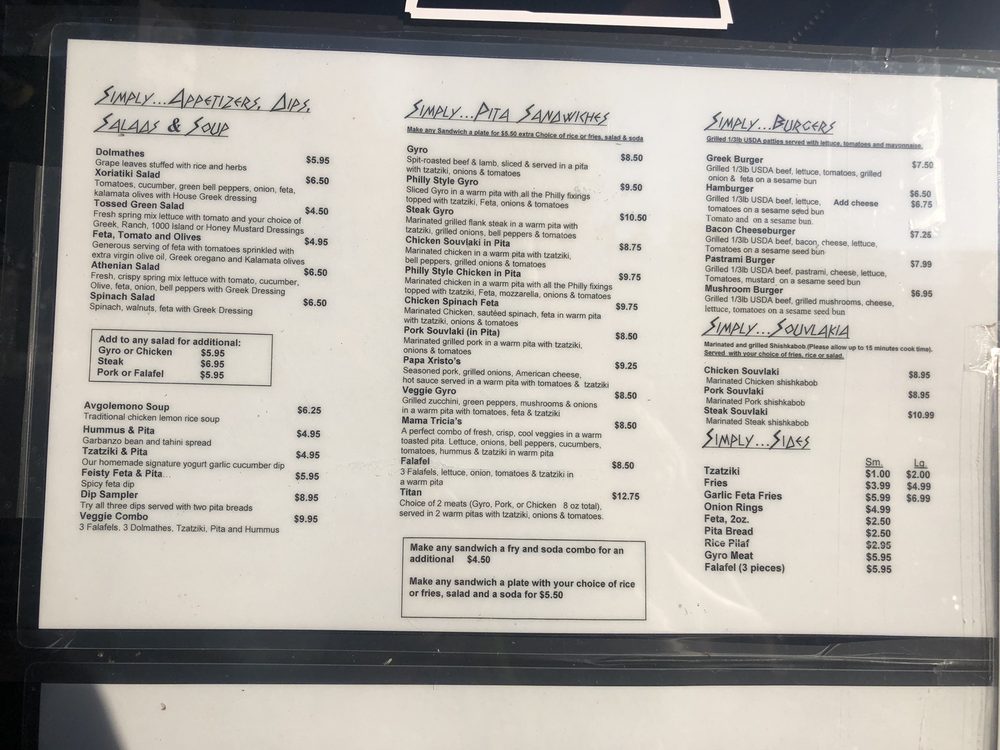 Simply...Appetizers, Dips,
Salads & Soup
Dolmathes $5.95
Grape leaves stuffed with rice and herbs
Xoriatiki Salad $6.50
Tomatoes, cucumber, green bell peppers, onion, feta,
kalamata olives with House Greek dressing
Tossed Green Salad $4.50
Fresh spring mix lettuce with tomato and your choice of
Greek, Ranch, 1000 Island or Honey Mustard Dressings
Feta, Tomato and Olives $4.95
Generous serving of feta with tomatoes sprinkled with
extra virgin olive oil, Greek oregano and Kalamata olives
Athenian Salad $6.50
Fresh, crispy spring mix lettuce with tomato, cucumber,
Olive, feta, onion, bell peppers with Greek Dressing
Spinach Salad $6.50
Spinach, walnuts, feta with Greek Dressing
Add to any salad for additional:
Gyro or Chicken $5.95
Steak $6.95
Pork or Falafel $5.95
Avgolemono Soup $6.25
Traditional chicken lemon rice soup
Hummus & Pita $4.95
Garbanzo bean and tahini spread
Tzatziki & Pita $4.95
Our homemade signature yogurt garlic cucumber dip
Feisty Feta & Pita $5.95
Spicy feta dip
Dip Sampler $8.95
Try all three dips served with two pita breads
Veggie Combo $9.95
3 Falafels, 3 Dolmathes, Tzatziki, Pita and Hummus
Simply...Pita Sandwiches
Make any Sandwich a plate for $5.50 extra Choice of rice or fries, salad & soda
Gyro $8.50
Spit-roasted beef & lamb, sliced & served in a pita
with tzatziki, onions & tomatoes
Philly Style Gyro $9.50
Sliced Gyro in a warm pita with all the Philly fixings
topped with tzatziki, Feta, onions & tomatoes
Steak Gyro $10.50
Marinated grilled flank steak in a warm pita with
tzatziki, grilled onions, bell peppers & tomatoes
Chicken Souvlaki in Pita $8.75
Marinated chicken in a warm pita with tzatziki,
bell peppers, grilled onions & tomatoes
Philly Style Chicken in Pita $9.75
Marinated chicken in a warm pita with all the Philly fixings
topped with tzatziki, Feta, mozzarella, onions & tomatoes
Chicken Spinach Feta $9.75
Marinated Chicken, sautéed spinach, feta in warm pita
with tzatziki, onions & tomatoes
Pork Souvlaki (in Pita) $8.50
Marinated grilled pork in a warm pita with tzatziki,
onions & tomatoes
Papa Xristo's $9.25
Seasoned pork, grilled onions, American cheese,
hot sauce served in a warm pita with tomatoes & tzatziki
Veggie Gyro $8.50
Grilled zucchini, green peppers, mushrooms & onions
in a warm pita with tomatoes, feta & tzatziki
Mama Tricia's $8.50
A perfect combo of fresh, crisp, cool veggies in a warm
toasted pita. Lettuce, onions, bell peppers, cucumbers,
tomatoes, hummus & tzatziki in warm pita
Falafel $8.50
3 Falafels, lettuce, onion, tomatoes & tzatziki in
a warm pita
Titan $12.75
Choice of 2 meats (Gyro, Pork, or Chicken 8 oz total),
served in 2 warm pitas with tzatziki, onions & tomatoes.
Make any sandwich a fry and soda combo for an
additional $4.50
Make any sandwich a plate with your choice of rice
or fries, salad and a soda for $5.50
Simply...Burgers
Grilled 1/3lb USDA patties served with lettuce, tomatoes and mayonnaise.
Greek Burger $7.50
Grilled 1/3lb USDA beef, lettuce, tomatoes, grilled
onion & feta on a sesame bun
Hamburger $6.50
Grilled 1/3lb USDA beef, lettuce, Add cheese $6.75
tomatoes on a sesame seed bun
Tomato and on a sesame bun.
Bacon Cheeseburger $7.25
Grilled 1/3lb USDA beef, bacon, cheese, lettuce,
Tomatoes on a sesame seed bun
Pastrami Burger $7.99
Grilled 1/3lb USDA beef, pastrami, cheese, lettuce,
Tomatoes, mustard on a sesame seed bun
Mushroom Burger $6.95
Grilled 1/3lb USDA beef, grilled mushrooms, cheese,
lettuce, tomatoes on a sesame seed bun
Simply...Souvlakia
Marinated and grilled Shishkabob.(Please allow up to 15 minutes cook time).
Served with your choice of fries, rice or salad.
Chicken Souvlaki $8.95
Marinated Chicken shishkabob
Pork Souvlaki $8.95
Marinated Pork shishkabob
Steak Souvlaki $10.99
Marinated Steak shishkabob
Simply...Sides
Sm. Lg.
Tzatziki $1.00 $2.00
Fries $3.99 $4.99
Garlic Feta Fries $5.99 $6.99
Onion Rings $4.99
Feta, 2oz. $2.50
Pita Bread $2.50
Rice Pilaf $2.95
Gyro Meat $5.95
Falafel (3 pieces) $5.95